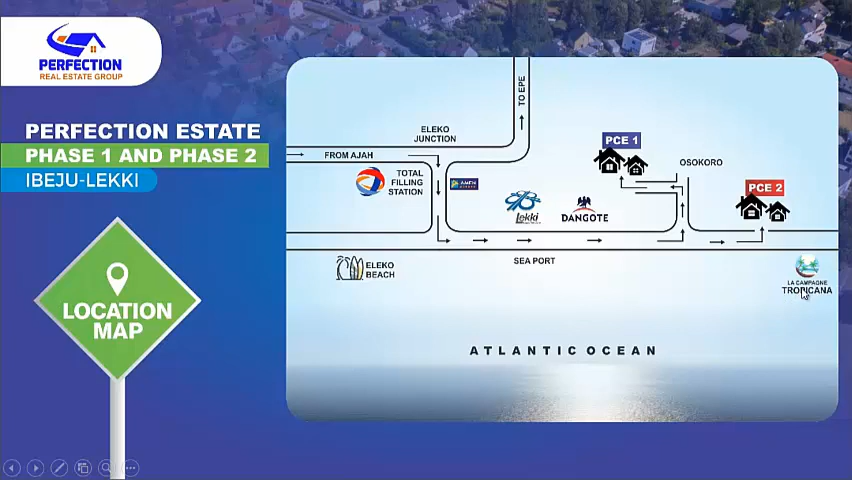 PERFECTION
REAL ESTATE GROUP
PERFECTION ESTATE
PHASE 1 AND PHASE 2
IBEJU-LEKKI
LOCATION
MAP
TO EPE
ELEKO
JUNCTION
FROM AJAH
TOTAL
FILLING
STATION
AMEN
PCE 1
OSOKORO
PCE 2
Lekki
DANGOTE
ELEKO
BEACH
SEA PORT
LA CAMPAGNE
TROPICANA
ATLANTIC OCEAN